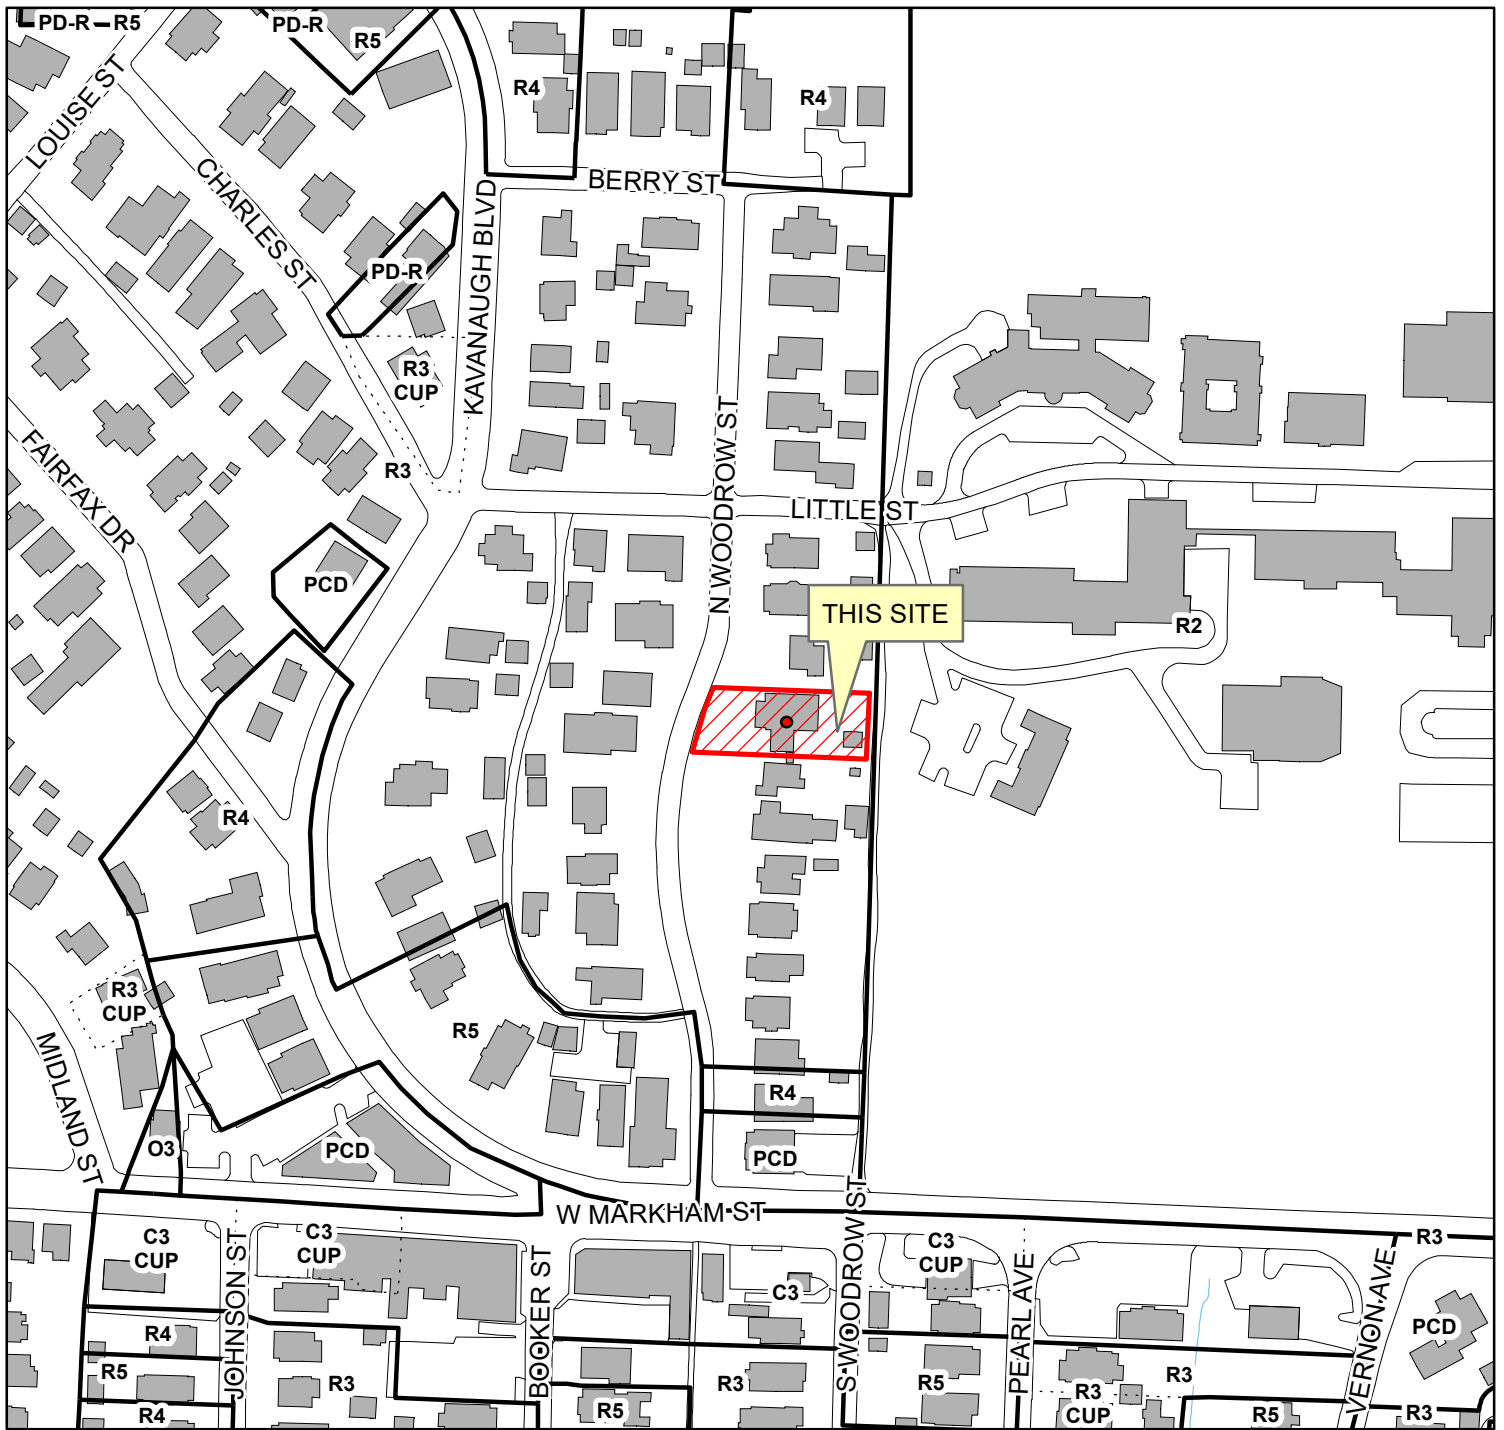 PD-R
R5
PD-R
R5
R4
R4
LOUISE ST
CHARLES ST
BERRY ST
KAVANAUGH BLVD
PD-R
R3
CUP
R3
FAIRFAX DR
N WOODROW ST
LITTLE ST
PCD
THIS SITE
R2
R4
R3
CUP
R5
MIDLAND ST
R4
O3
PCD
PCD
W MARKHAM ST
C3
CUP
C3
CUP
C3
CUP
R3
JOHNSON ST
BOOKER ST
C3
S WOODROW ST
PEARL AVE
VERNON AVE
PCD
R4
R5
R4
R3
R5
R3
R5
R3
CUP
R3
R5
R3